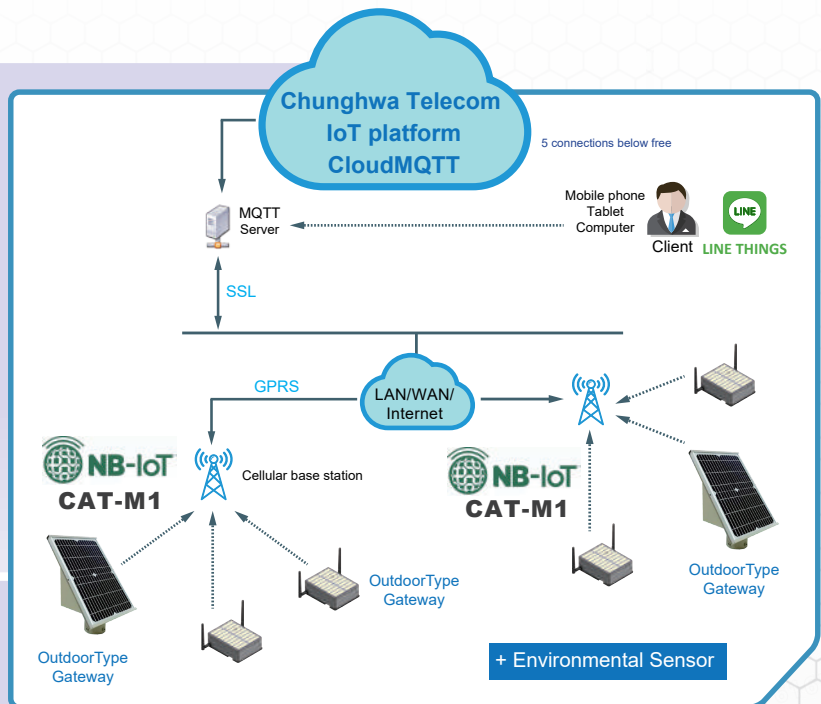 Chunghwa Telecom
IoT platform
CloudMQTT
5 connections below free
MQTT
Server
Mobile phone
Tablet
Computer
Client
LINE
LINE THINGS
SSL
GPRS
LAN/WAN/
Internet
NB-IoT
CAT-M1
Cellular base station
NB-IoT
CAT-M1
OutdoorType
Gateway
OutdoorType
Gateway
OutdoorType
Gateway
+ Environmental Sensor